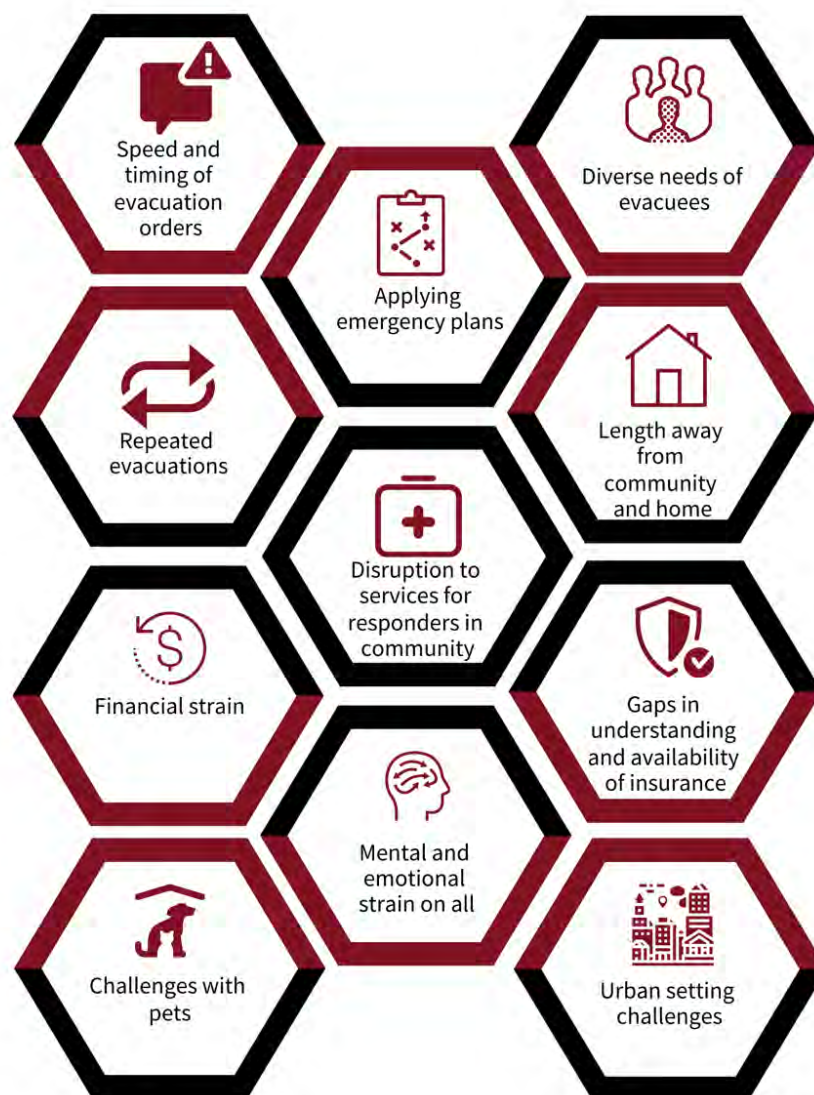 Speed and
timing of
evacuation
orders
Diverse needs of
evacuees
Applying
emergency plans
Repeated
evacuations
Length away
from
community
and home
Disruption to
services for
responders in
community
Financial strain
Gaps in
understanding
and availability
of insurance
Mental and
emotional
strain on all
Challenges with
pets
Urban setting
challenges